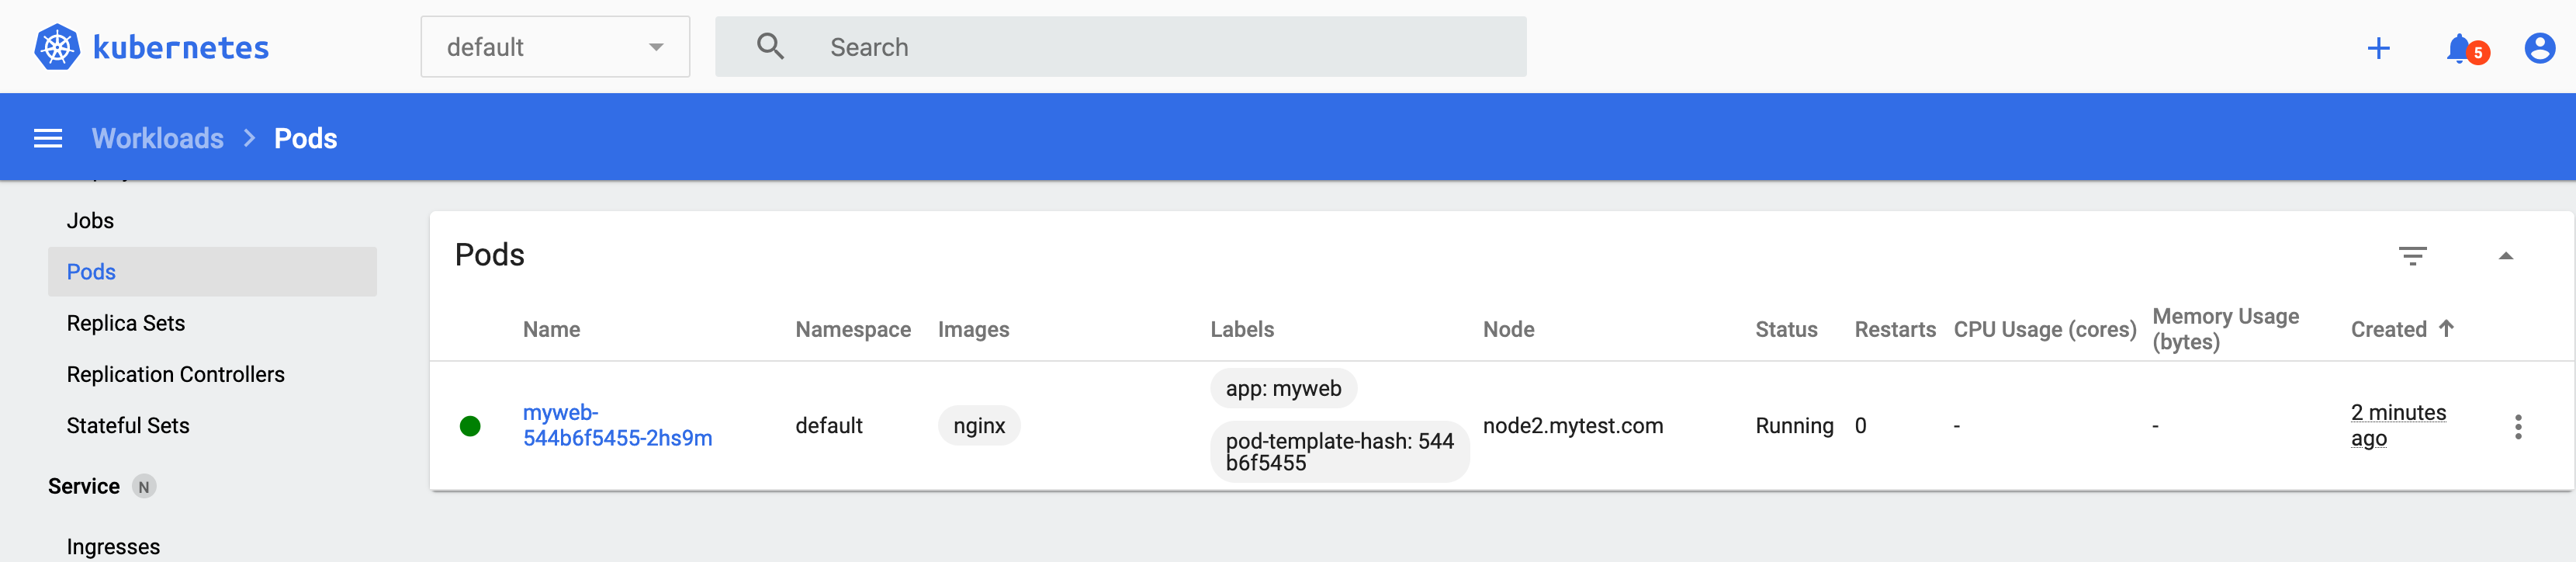 kubernetes
default
Search
5
Workloads
Pods
Jobs
Pods
Replica Sets
Replication Controllers
Stateful Sets
Service N
Ingresses
Pods
Name Namespace Images Labels Node Status Restarts CPU Usage (cores) Memory Usage (bytes) Created
myweb-
544b6f5455-2hs9m
default
nginx
app: myweb
pod-template-hash: 544
b6f5455
node2.mytest.com
Running
0
-
-
2 minutes
ago